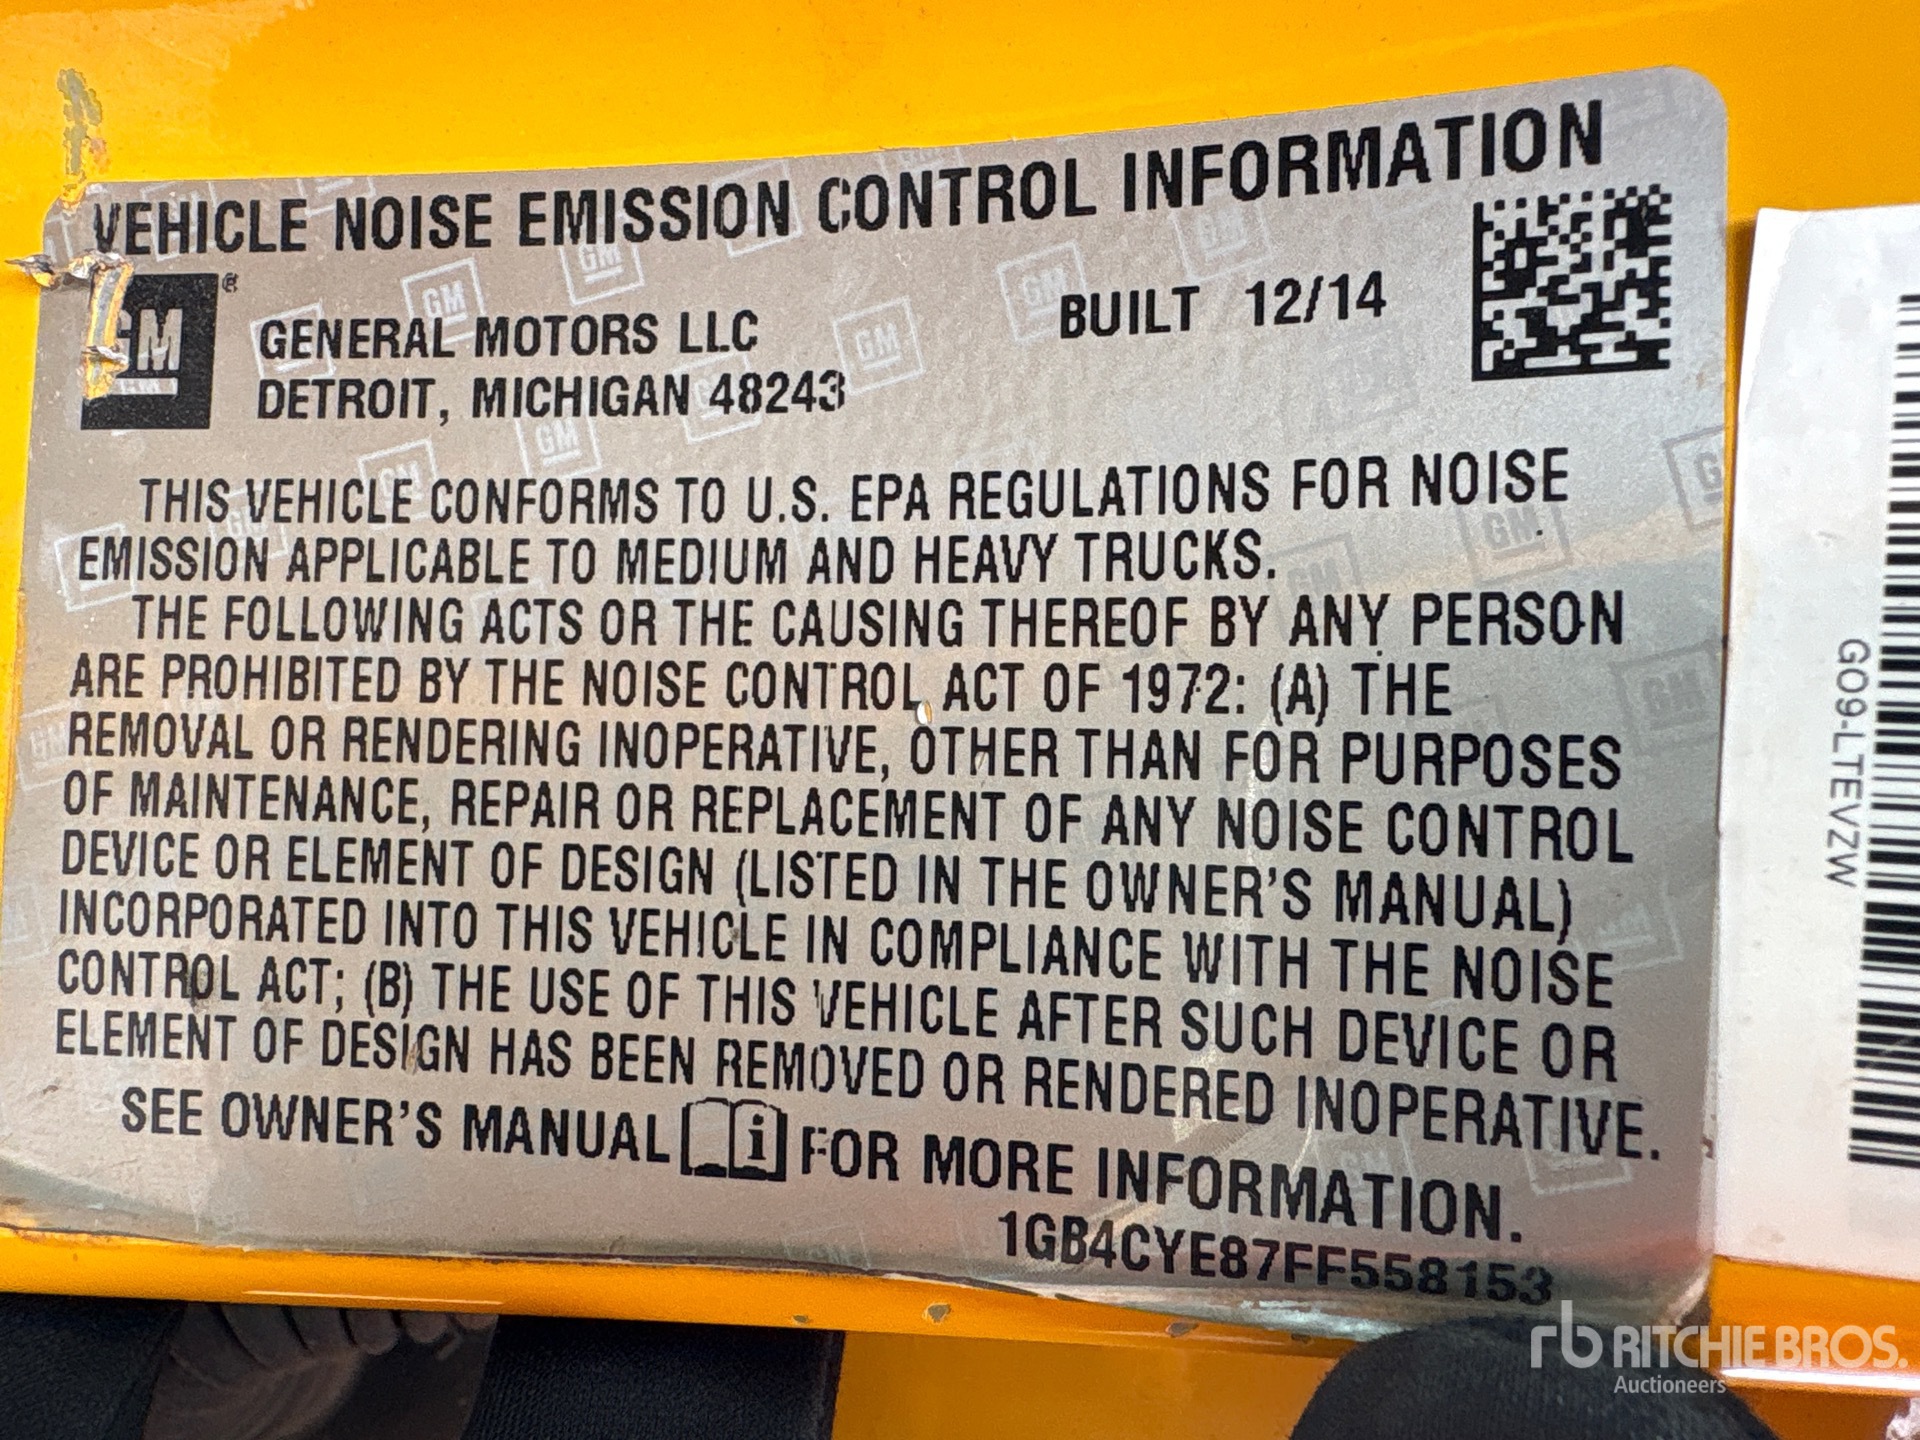 VEHICLE NOISE EMISSION CONTROL INFORMATION
GM®
GENERAL MOTORS LLC
DETROIT, MICHIGAN 48243
BUILT 12/14
THIS VEHICLE CONFORMS TO U.S. EPA REGULATIONS FOR NOISE
EMISSION APPLICABLE TO MEDIUM AND HEAVY TRUCKS.
THE FOLLOWING ACTS OR THE CAUSING THEREOF BY ANY PERSON
ARE PROHIBITED BY THE NOISE CONTROL ACT OF 1972: (A) THE
REMOVAL OR RENDERING INOPERATIVE, OTHER THAN FOR PURPOSES
OF MAINTENANCE, REPAIR OR REPLACEMENT OF ANY NOISE CONTROL
DEVICE OR ELEMENT OF DESIGN (LISTED IN THE OWNER'S MANUAL)
INCORPORATED INTO THIS VEHICLE IN COMPLIANCE WITH THE NOISE
CONTROL ACT; (B) THE USE OF THIS VEHICLE AFTER SUCH DEVICE OR
ELEMENT OF DESIGN HAS BEEN REMOVED OR RENDERED INOPERATIVE.
SEE OWNER'S MANUAL i FOR MORE INFORMATION.
1GB4CYE87FF558153
GO9-LTEVZW
rb RITCHIE BROS.
Auctioneers